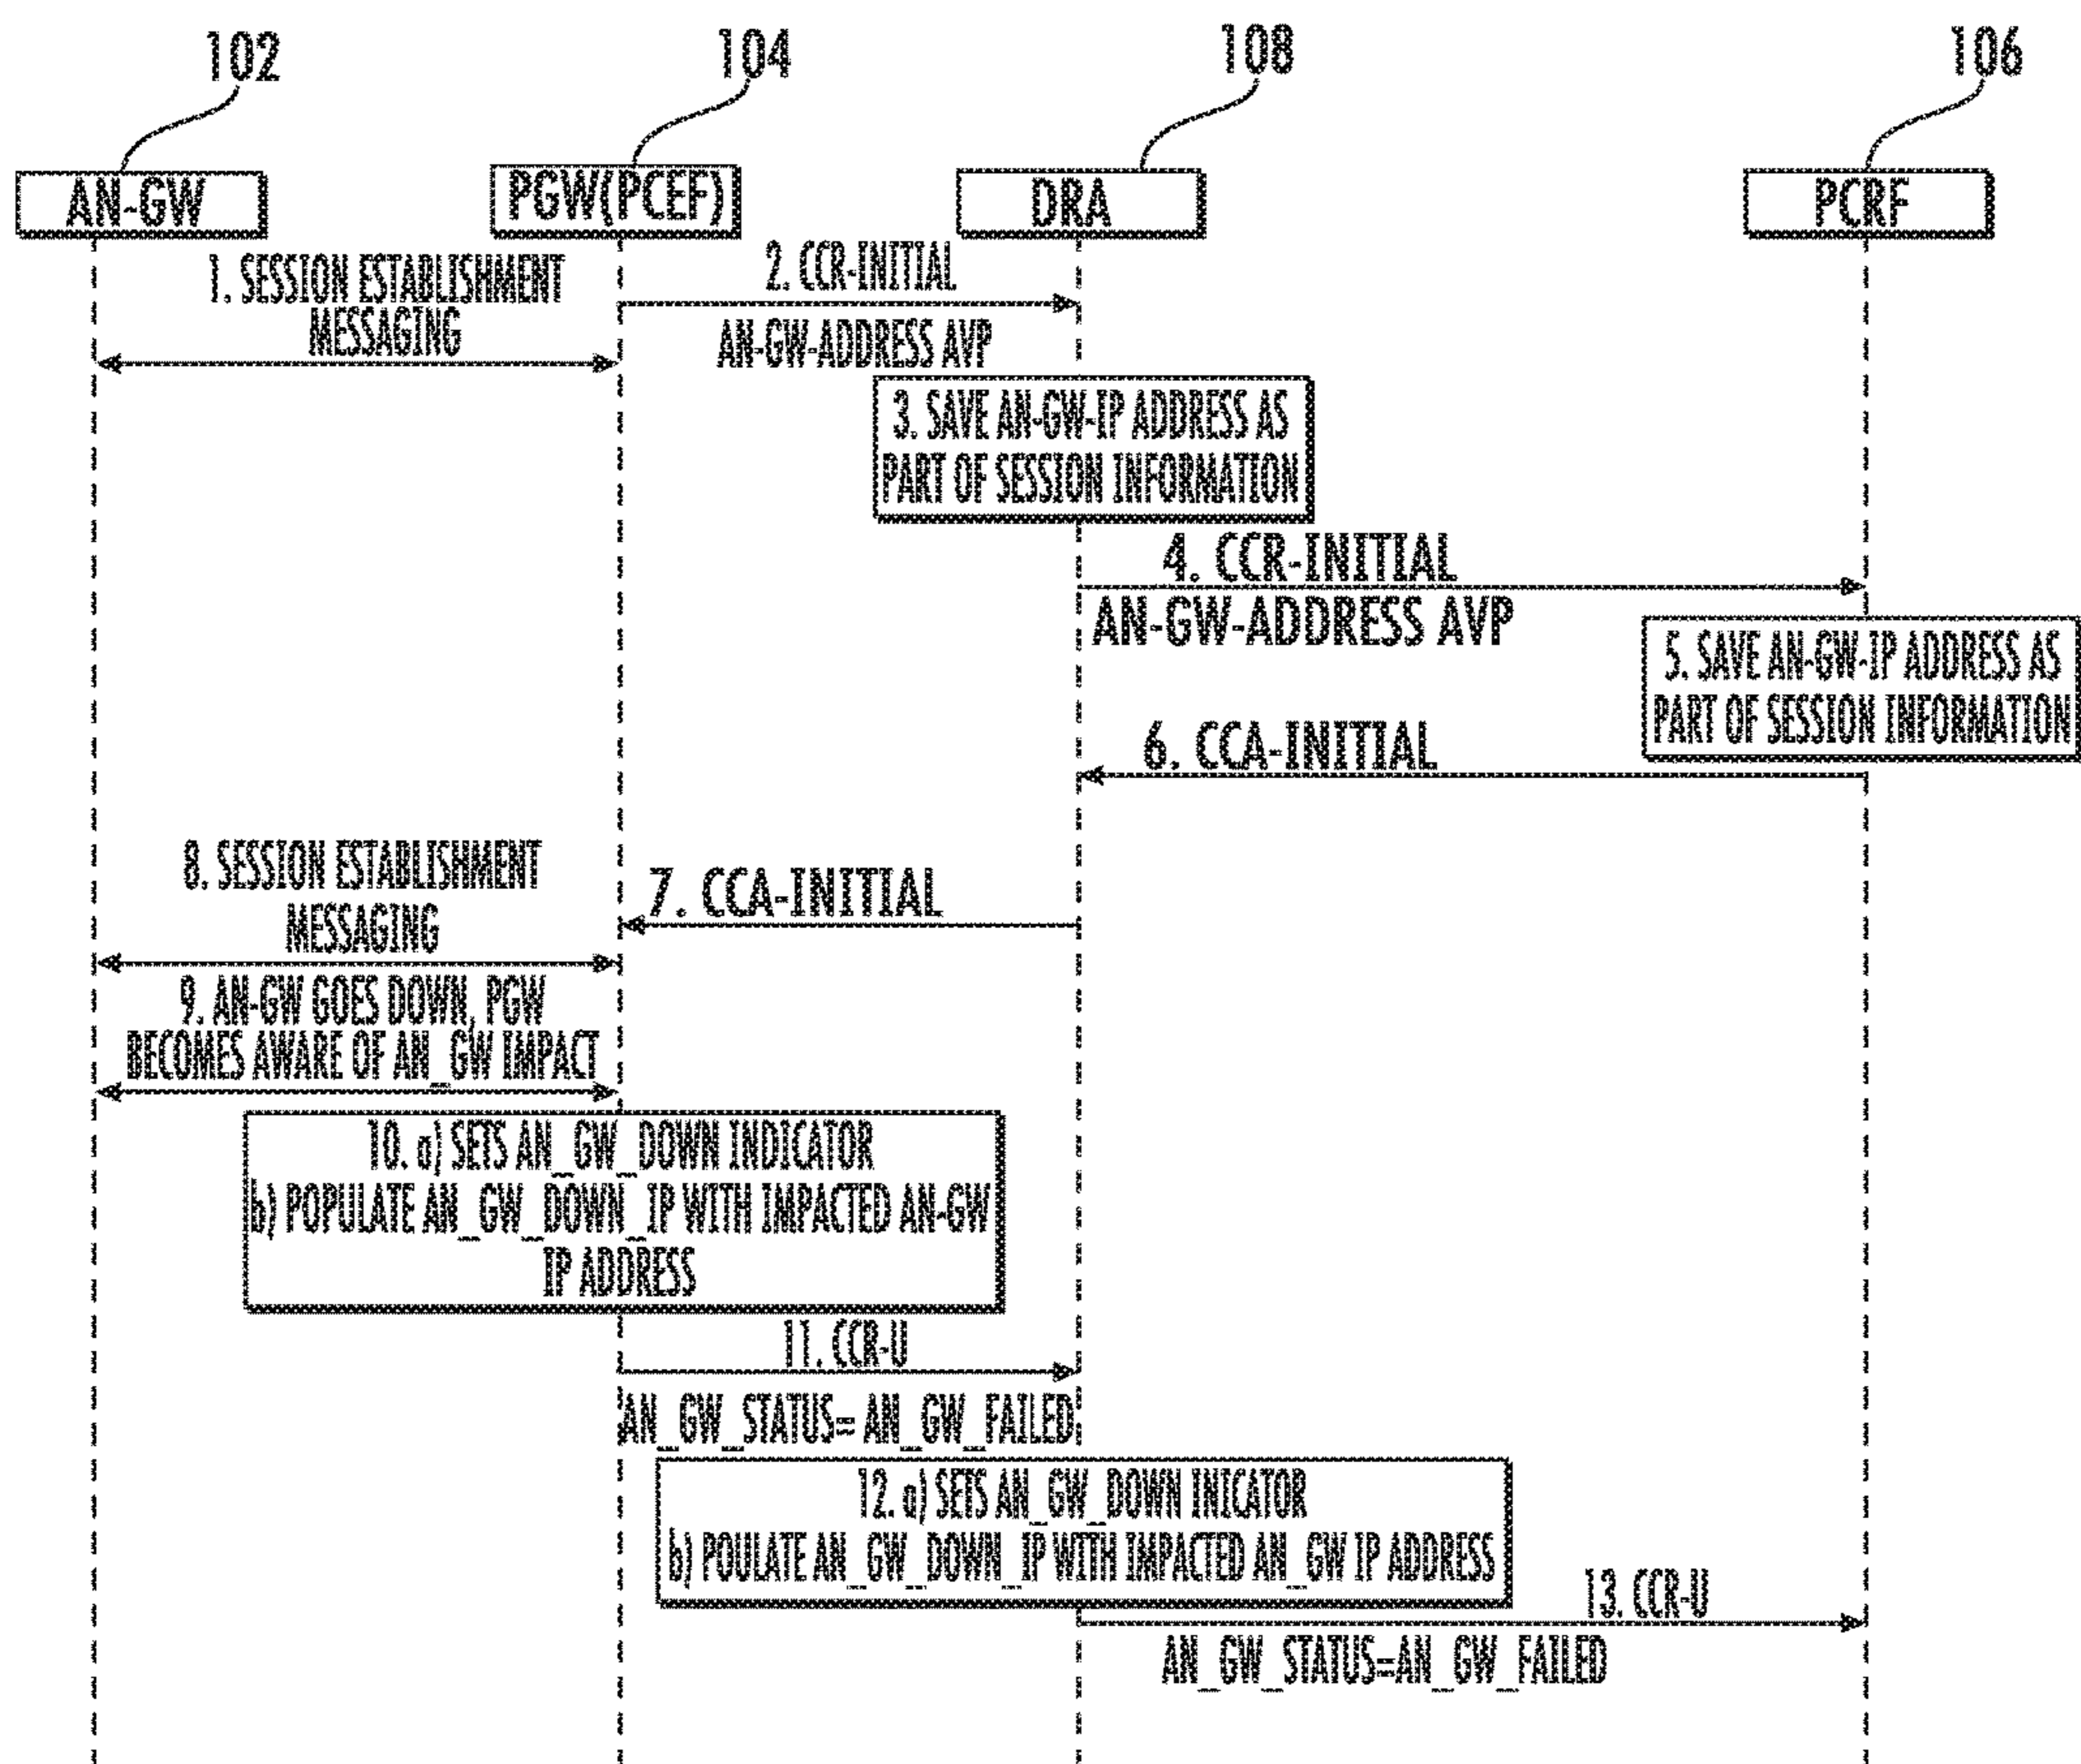 102
104
108
106
AN-GW
PGW(PCEF)
DRA
PCRF
1. SESSION ESTABLISHMENT
MESSAGING
2. CCR-INITIAL
AN-GW-ADDRESS AVP
3. SAVE AN-GW-IP ADDRESS AS
PART OF SESSION INFORMATION
4. CCR-INITIAL
AN-GW-ADDRESS AVP
5. SAVE AN-GW-IP ADDRESS AS
PART OF SESSION INFORMATION
6. CCA-INITIAL
7. CCA-INITIAL
8. SESSION ESTABLISHMENT
MESSAGING
9. AN-GW GOES DOWN, PGW
BECOMES AWARE OF AN_GW IMPACT
10. a) SETS AN_GW_DOWN INDICATOR
b) POPULATE AN_GW_DOWN_IP WITH IMPACTED AN-GW
IP ADDRESS
11. CCR-U
AN_GW_STATUS= AN_GW_FAILED
12. a) SETS AN_GW_DOWN INICATOR
b) POULATE AN_GW_DOWN_IP WITH IMPACTED AN_GW IP ADDRESS
13. CCR-U
AN_GW_STATUS=AN_GW_FAILED